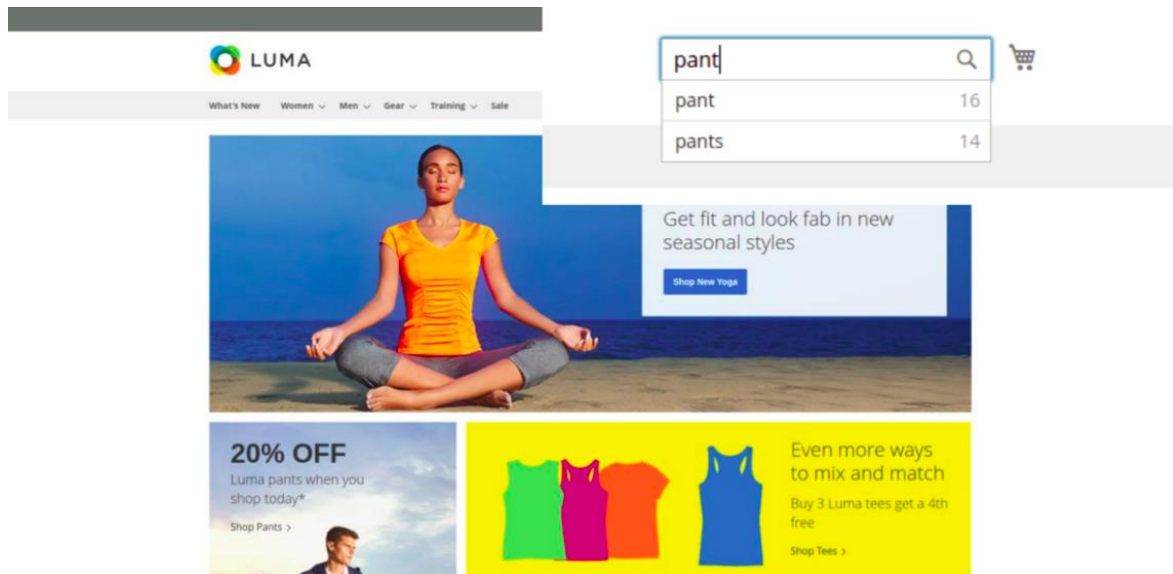 LUMA
What's New Women Men Gear Training Sale
pant
pant 16
pants 14
Get fit and look fab in new
seasonal styles
Shop New Yoga
20% OFF
Luma pants when you
shop today*
Shop Pants >
Even more ways
to mix and match
Buy 3 Luma tees get a 4th
free
Shop Tees >